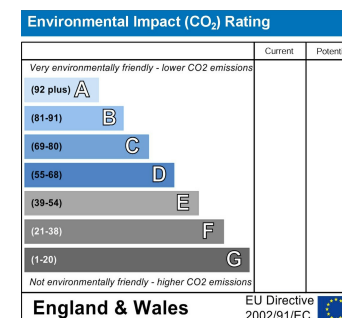 Environmental Impact (CO₂) Rating
Current Potent
Very environmentally friendly - lower CO2 emissions
(92 plus) A
(81-91) B
(69-80) C
(55-68) D
(39-54) E
(21-38) F
(1-20) G
Not environmentally friendly - higher CO2 emissions
England & Wales
EU Directive
2002/91/EC